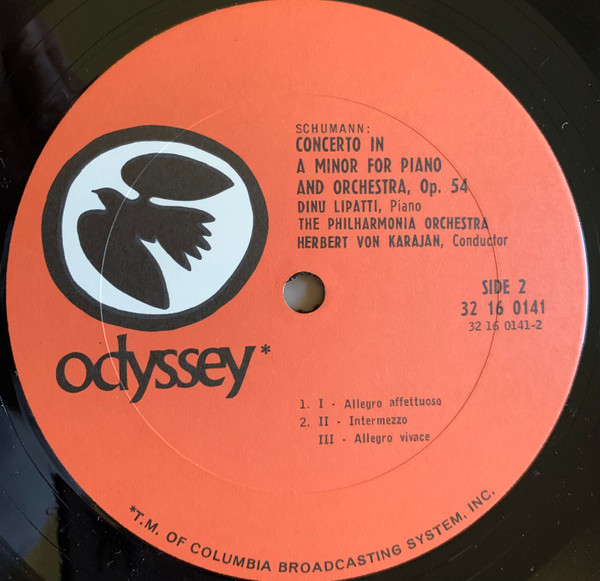 SCHUMANN:
CONCERTO IN
A MINOR FOR PIANO
AND ORCHESTRA, Op. 54
DINU LIPATTI, Piano
THE PHILHARMONIA ORCHESTRA
HERBERT VON KARAJAN, Conductor
SIDE 2
32 16 0141
32 16 0141-2
odyssey*
1. I - Allegro affettuoso
2. II - Intermezzo
III - Allegro vivace
*T.M. OF COLUMBIA BROADCASTING SYSTEM, INC.